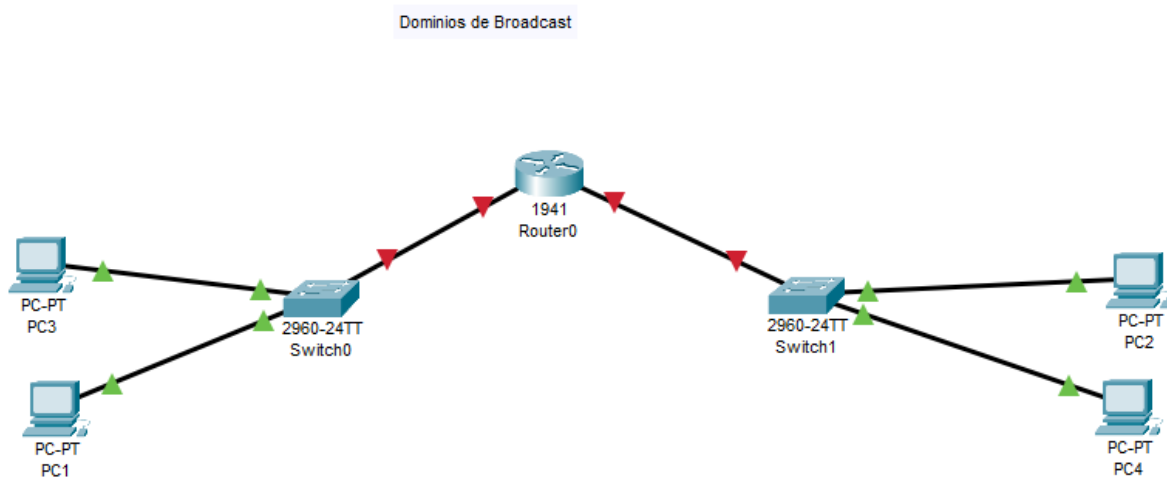 Dominios de Broadcast
1941
Router0
PC-PT
PC3
2960-24TT
Switch0
2960-24TT
Switch1
PC-PT
PC2
PC-PT
PC1
PC-PT
PC4